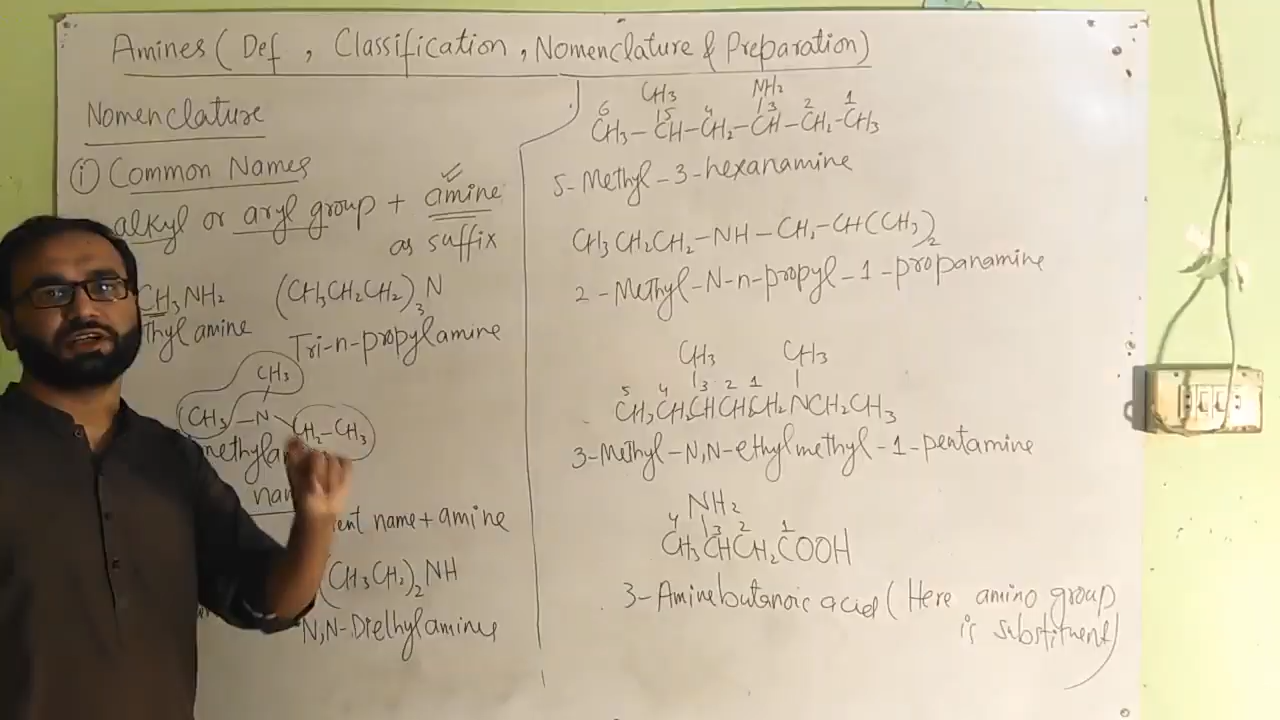 Amines (Def, Classification, Nomenclature & Preparation)
Nomenclature
(i) Common Names
alkyl or aryl group + amine
as suffix
CH3NH2 (CH3CH2CH2)3N
thylamine Tri-n-propylamine
CH3
CH3 – N
CH2-CH3
methyla
nam
ent name + amine
(CH3CH2)2NH
N,N-Diethylamines
CH3 NH2
6 5 4 3 2 1
CH3 – CH – CH2 – CH – CH2 – CH3
5-Methyl-3-hexanamine
CH3CH2CH2 – NH – CH2 – CH(CH3)2
2-Methyl-N-n-propyl-1-propanamine
CH3 CH3
5 4 3 2 1
CH3CH2CHCH2CH2NCH2CH3
3-Methyl-N,N-ethylmethyl-1-pentamine
NH2
4 3 2 1
CH3CHCH2COOH
3-Aminebutanoic acid (Here amino group
is substituent)